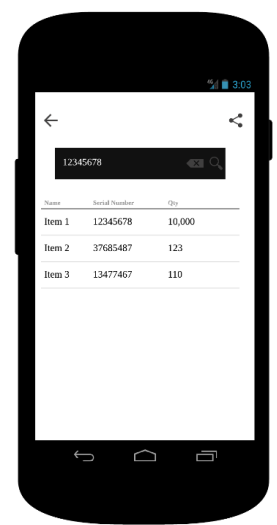 4G 3:03
12345678
Name Serial Number Qty
Item 1 12345678 10,000
Item 2 37685487 123
Item 3 13477467 110